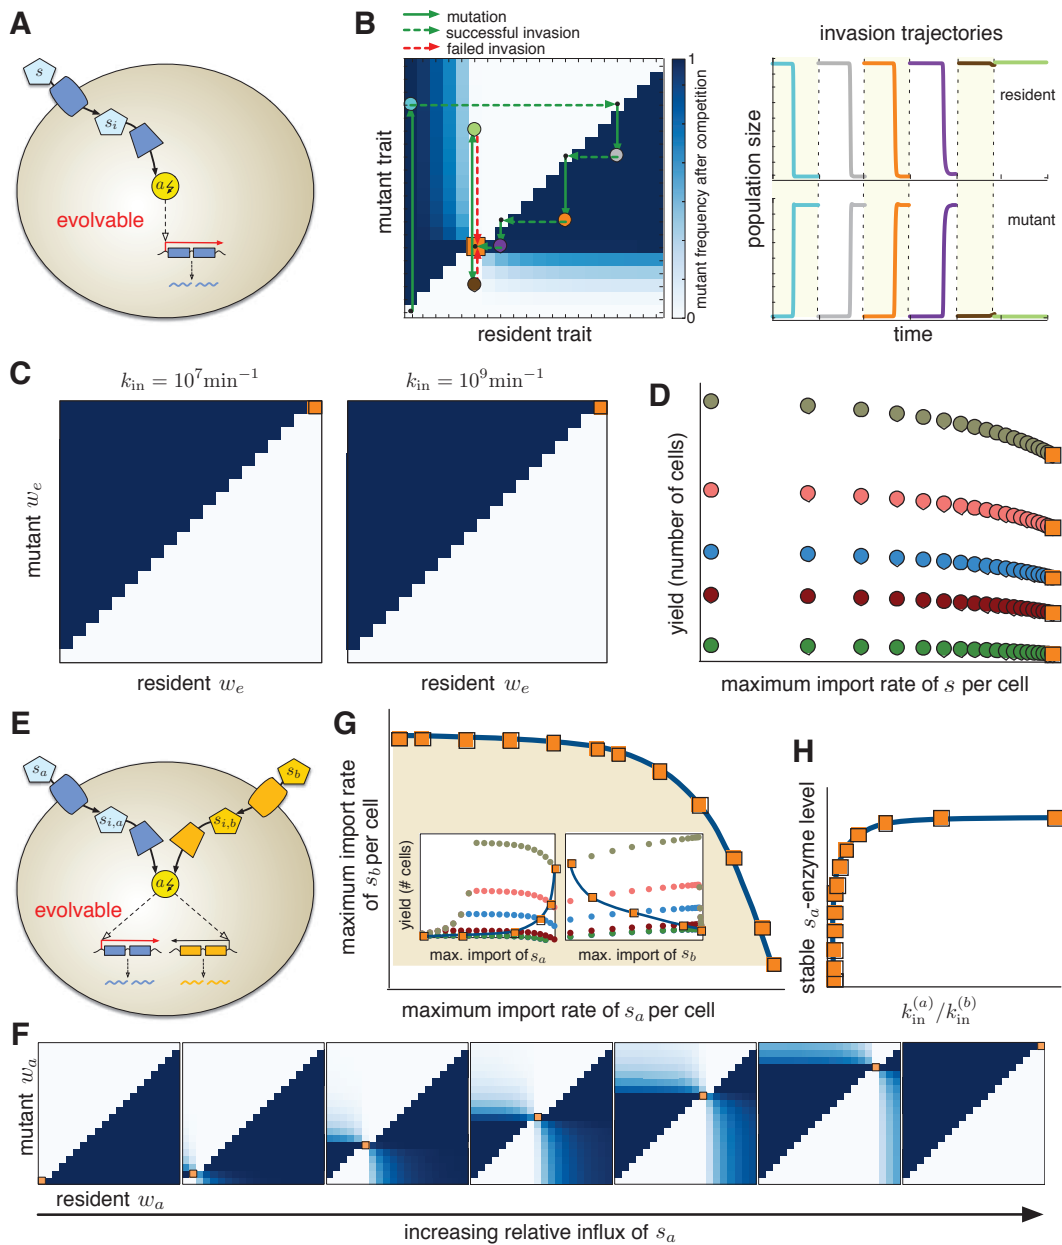 A
s
s_i
a
evolvable
B
mutation
successful invasion
failed invasion
mutant trait
resident trait
1
0
mutant frequency after competition
invasion trajectories
resident
mutant
population size
time
C
k_in = 10^7 min^−1
k_in = 10^9 min^−1
mutant w_e
resident w_e
resident w_e
D
yield (number of cells)
maximum import rate of s per cell
E
s_a
s_b
s_{i,a}
s_{i,b}
a
evolvable
G
maximum import rate
of s_b per cell
yield (# cells)
max. import of s_a
max. import of s_b
maximum import rate of s_a per cell
H
stable s_a-enzyme level
k_in^(a)/k_in^(b)
F
mutant w_a
resident w_a
increasing relative influx of s_a